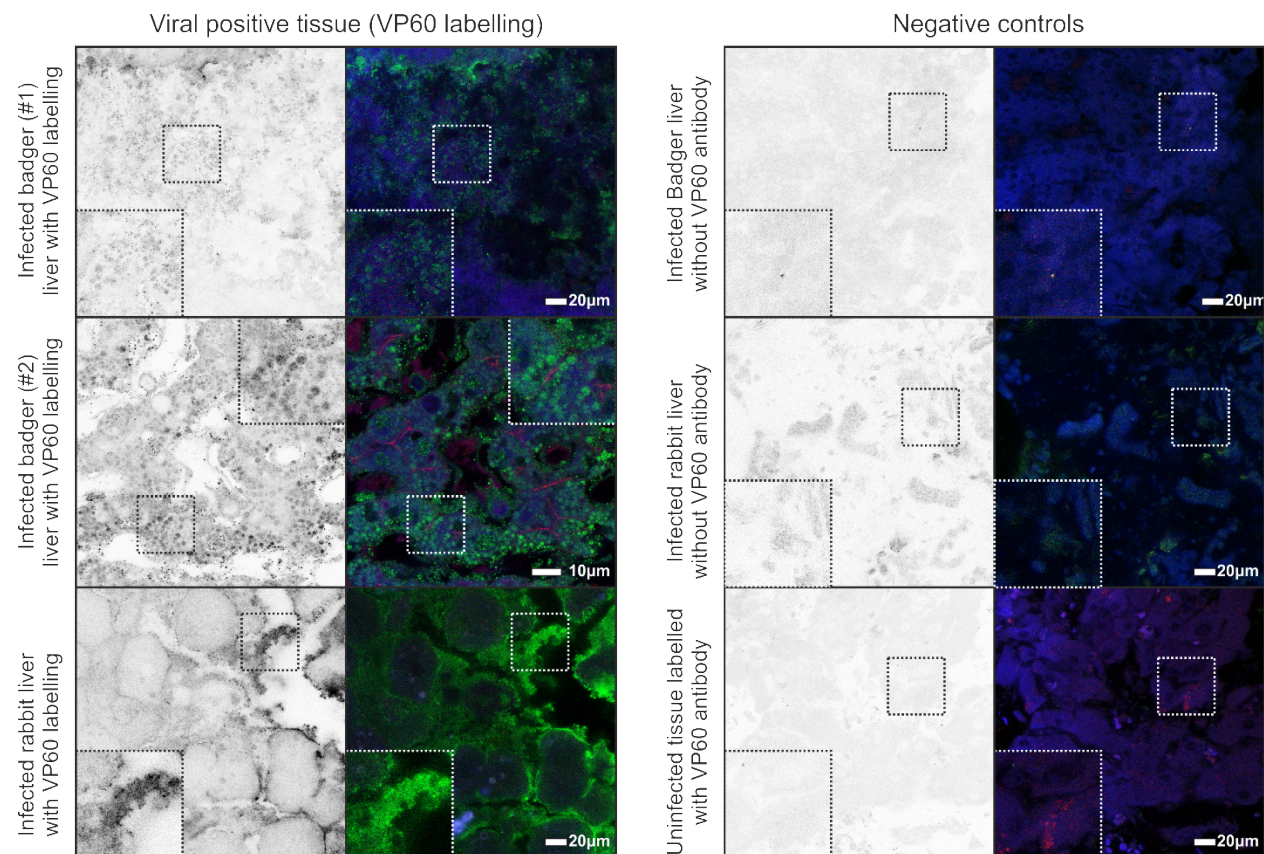 Viral positive tissue (VP60 labelling)
Negative controls
Infected badger (#1)
liver with VP60 labelling
20µm
Infected Badger liver
without VP60 antibody
20µm
Infected badger (#2)
liver with VP60 labelling
10µm
Infected rabbit liver
without VP60 antibody
20µm
Infected rabbit liver
with VP60 labelling
20µm
Uninfected tissue labelled
with VP60 antibody
20µm